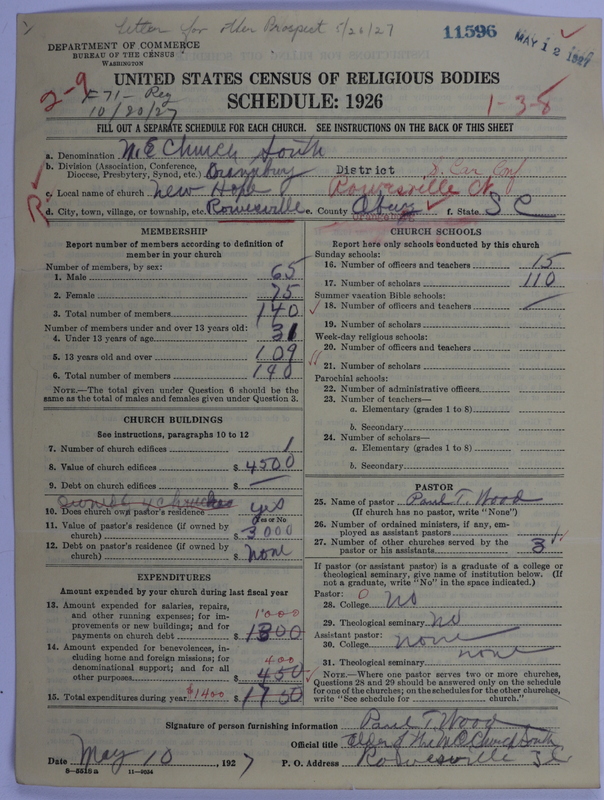 Letter for other Prospect 5/26/27
11596
MAY 12 1927
DEPARTMENT OF COMMERCE
BUREAU OF THE CENSUS
WASHINGTON
2-9
F71- Reg
10/20/27
UNITED STATES CENSUS OF RELIGIOUS BODIES
SCHEDULE: 1926
1-3-8
FILL OUT A SEPARATE SCHEDULE FOR EACH CHURCH. SEE INSTRUCTIONS ON THE BACK OF THIS SHEET
a. Denomination M.E Church South
b. Division (Association, Conference, Diocese, Presbytery, Synod, etc.) Orangeburg District S. Car Conf
c. Local name of church New Hope Rowesville Ct.
d. City, town, village, or township, etc. Rowesville e. County Oburg f. State S C
MEMBERSHIP
Report number of members according to definition of
member in your church
Number of members, by sex:
1. Male 65
2. Female 75
3. Total number of members 140
Number of members under and over 13 years old:
4. Under 13 years of age 31
5. 13 years old and over 109
6. Total number of members 140
NOTE.—The total given under Question 6 should be the
same as the total of males and females given under Question 3.
CHURCH BUILDINGS
See instructions, paragraphs 10 to 12
7. Number of church edifices 1
8. Value of church edifices $ 4500
9. Debt on church edifices $ —
10. Does church own pastor's residence yes
Yes or No
11. Value of pastor's residence (if owned by
church) $ 3000
12. Debt on pastor's residence (if owned by
church) $ none
EXPENDITURES
Amount expended by your church during last fiscal year
13. Amount expended for salaries, repairs,
and other running expenses; for im-
provements or new buildings; and for
payments on church debt $ 1300
1000
14. Amount expended for benevolences, in-
cluding home and foreign missions; for
denominational support; and for all
other purposes $ 450
400
15. Total expenditures during year $1400 $ 1750
CHURCH SCHOOLS
Report here only schools conducted by this church
Sunday schools:
16. Number of officers and teachers 15
17. Number of scholars 110
Summer vacation Bible schools:
18. Number of officers and teachers —
19. Number of scholars
Week-day religious schools:
20. Number of officers and teachers
21. Number of scholars
Parochial schools:
22. Number of administrative officers
23. Number of teachers—
a. Elementary (grades 1 to 8)
b. Secondary
24. Number of scholars—
a. Elementary (grades 1 to 8)
b. Secondary
PASTOR
25. Name of pastor Paul T. Wood
(If church has no pastor, write "None")
26. Number of ordained ministers, if any, em-
ployed as assistant pastors
27. Number of other churches served by the
pastor or his assistants 3
If pastor (or assistant pastor) is a graduate of a college or
theological seminary, give name of institution below. (If
not a graduate, write "No" in the space indicated.)
Pastor: 0
28. College No
29. Theological seminary No
Assistant pastor:
30. College none
31. Theological seminary none
NOTE.—Where one pastor serves two or more churches,
Questions 28 and 29 should be answered only on the schedule
for one of the churches; on the schedules for the other churches,
write "See schedule for church."
Signature of person furnishing information Paul T. Wood
Official title Elder of the M.E Church South
Date May 10, 1927 P. O. Address Rowesville S.C
8-5518 a 11-9034